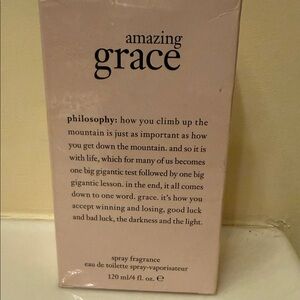 amazing
grace
philosophy: how you climb up the
mountain is just as important as how
you get down the mountain. and so it is
with life, which for many of us becomes
one big gigantic test followed by one big
gigantic lesson. in the end, it all comes
down to one word. grace. it's how you
accept winning and losing, good luck
and bad luck, the darkness and the light.
spray fragrance
eau de toilette spray-vaporisateur
120 ml/4 fl. oz. e